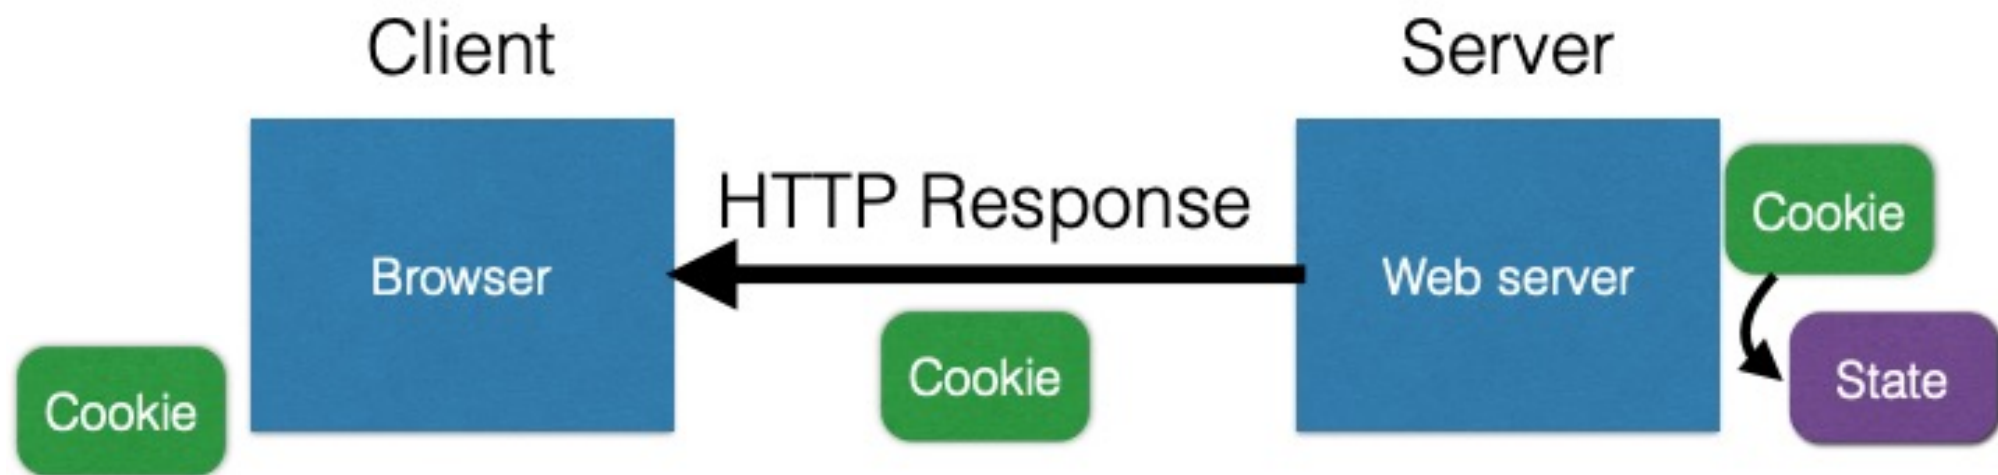 Client
Server
HTTP Response
Browser
Web server
Cookie
Cookie
Cookie
State